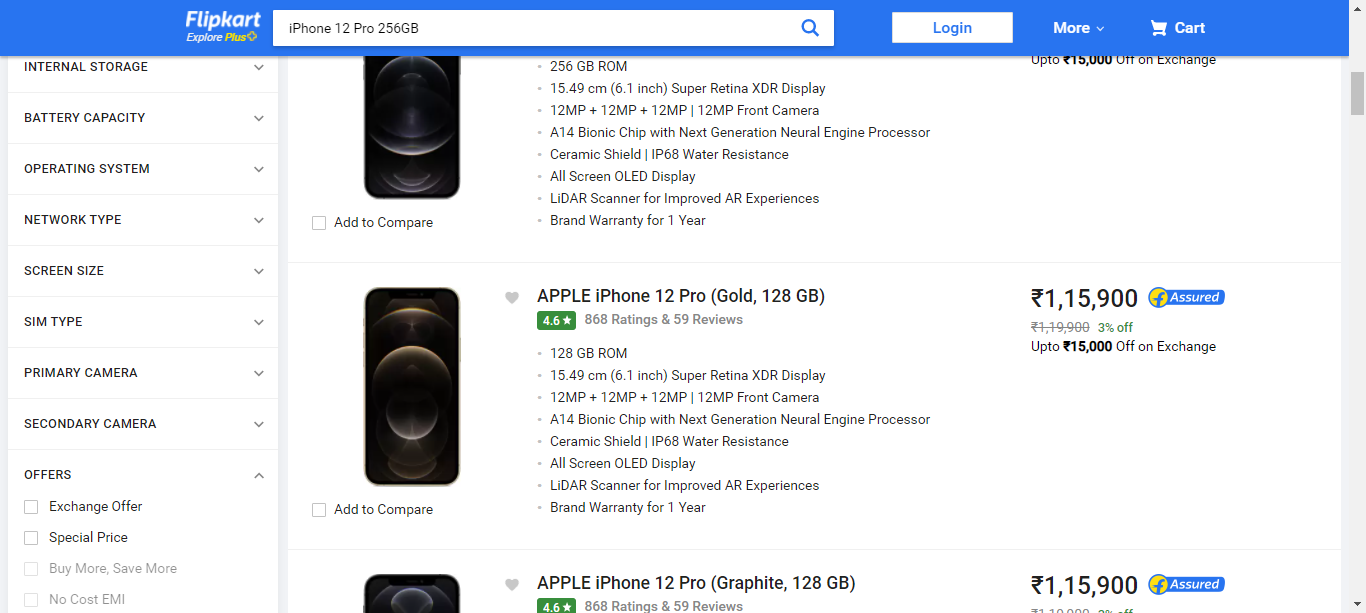 Flipkart
Explore Plus
iPhone 12 Pro 256GB
Login
More
Cart
INTERNAL STORAGE
BATTERY CAPACITY
OPERATING SYSTEM
NETWORK TYPE
SCREEN SIZE
SIM TYPE
PRIMARY CAMERA
SECONDARY CAMERA
OFFERS
Exchange Offer
Special Price
Buy More, Save More
No Cost EMI
Add to Compare
256 GB ROM
15.49 cm (6.1 inch) Super Retina XDR Display
12MP + 12MP + 12MP | 12MP Front Camera
A14 Bionic Chip with Next Generation Neural Engine Processor
Ceramic Shield | IP68 Water Resistance
All Screen OLED Display
LiDAR Scanner for Improved AR Experiences
Brand Warranty for 1 Year
Upto ₹15,000 Off on Exchange
Add to Compare
APPLE iPhone 12 Pro (Gold, 128 GB)
4.6★ 868 Ratings & 59 Reviews
128 GB ROM
15.49 cm (6.1 inch) Super Retina XDR Display
12MP + 12MP + 12MP | 12MP Front Camera
A14 Bionic Chip with Next Generation Neural Engine Processor
Ceramic Shield | IP68 Water Resistance
All Screen OLED Display
LiDAR Scanner for Improved AR Experiences
Brand Warranty for 1 Year
₹1,15,900 Assured
₹1,19,900 3% off
Upto ₹15,000 Off on Exchange
APPLE iPhone 12 Pro (Graphite, 128 GB)
4.6★ 868 Ratings & 59 Reviews
₹1,15,900 Assured
₹1,19,900 3% off